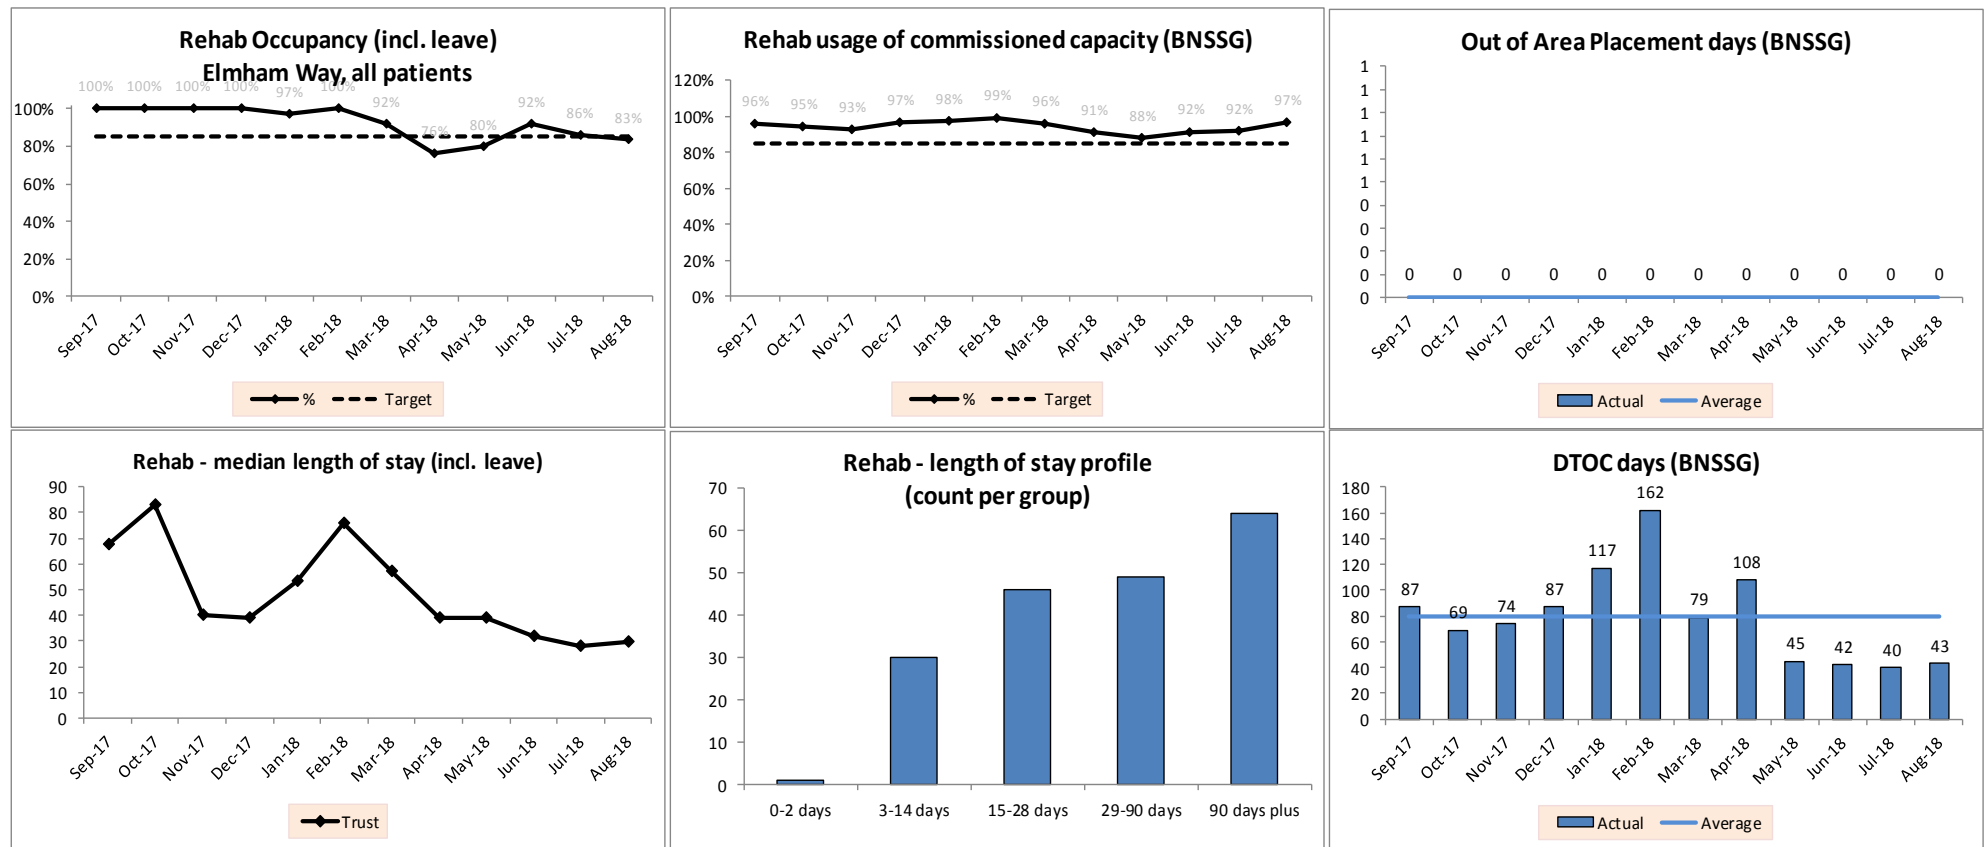 Rehab Occupancy (incl. leave)
Elmham Way, all patients
100% 100% 100% 100% 97% 100% 92% 76% 80% 92% 86% 83%
100%
80%
60%
40%
20%
0%
Sep-17 Oct-17 Nov-17 Dec-17 Jan-18 Feb-18 Mar-18 Apr-18 May-18 Jun-18 Jul-18 Aug-18
% Target
Rehab usage of commissioned capacity (BNSSG)
120%
96% 95% 93% 97% 98% 99% 96% 91% 88% 92% 92% 97%
100%
80%
60%
40%
20%
0%
Sep-17 Oct-17 Nov-17 Dec-17 Jan-18 Feb-18 Mar-18 Apr-18 May-18 Jun-18 Jul-18 Aug-18
% Target
Out of Area Placement days (BNSSG)
1
1
1
1
1
1
0
0
0
0
0
0 0 0 0 0 0 0 0 0 0 0 0
Sep-17 Oct-17 Nov-17 Dec-17 Jan-18 Feb-18 Mar-18 Apr-18 May-18 Jun-18 Jul-18 Aug-18
Actual Average
Rehab - median length of stay (incl. leave)
90
80
70
60
50
40
30
20
10
0
Sep-17 Oct-17 Nov-17 Dec-17 Jan-18 Feb-18 Mar-18 Apr-18 May-18 Jun-18 Jul-18 Aug-18
Trust
Rehab - length of stay profile
(count per group)
70
60
50
40
30
20
10
0
0-2 days 3-14 days 15-28 days 29-90 days 90 days plus
DTOC days (BNSSG)
180
160
140
120
100
80
60
40
20
0
87 69 74 87 117 162 79 108 45 42 40 43
Sep-17 Oct-17 Nov-17 Dec-17 Jan-18 Feb-18 Mar-18 Apr-18 May-18 Jun-18 Jul-18 Aug-18
Actual Average